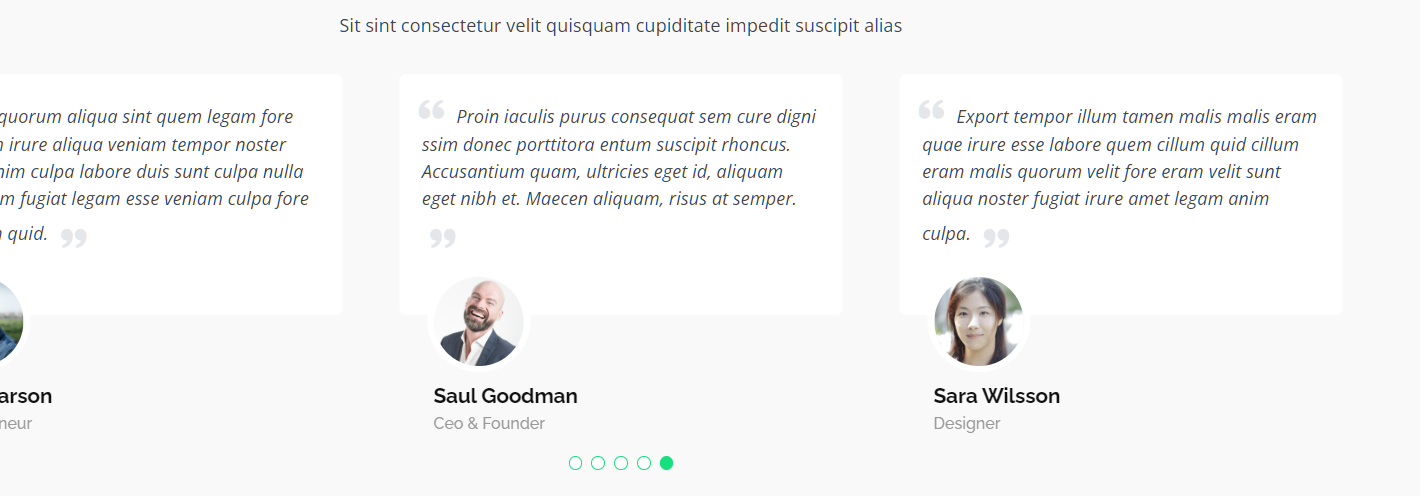 Sit sint consectetur velit quisquam cupiditate impedit suscipit alias
quorum aliqua sint quem legam fore
irure aliqua veniam tempor noster
culpa labore duis sunt culpa nulla
fugiat legam esse veniam culpa fore
quid. ”
“ Proin iaculis purus consequat sem cure digni
ssim donec porttitora entum suscipit rhoncus.
Accusantium quam, ultricies eget id, aliquam
eget nibh et. Maecen aliquam, risus at semper.
”
Saul Goodman
Ceo & Founder
“ Export tempor illum tamen malis malis eram
quae irure esse labore quem cillum quid cillum
eram malis quorum velit fore eram velit sunt
aliqua noster fugiat irure amet legam anim
culpa. ”
Sara Wilsson
Designer